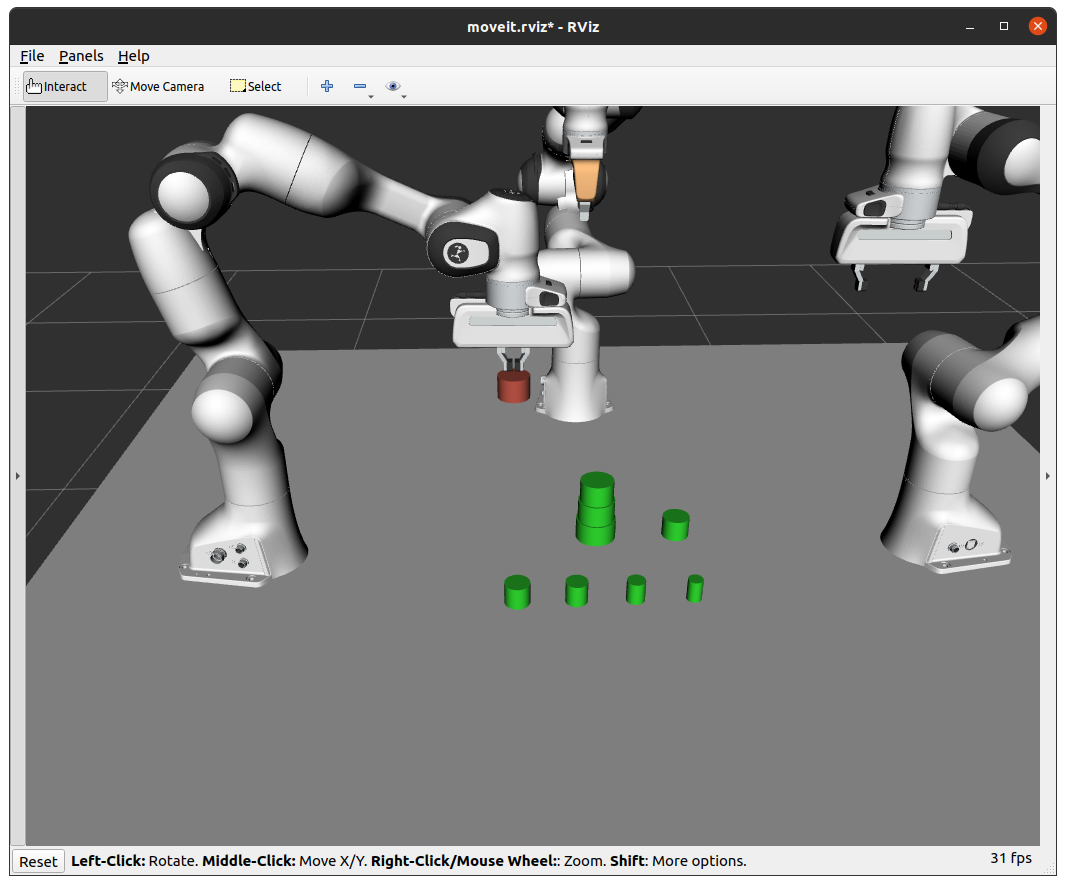 moveit.rviz* - RViz
File Panels Help
Interact Move Camera Select
Reset Left-Click: Rotate. Middle-Click: Move X/Y. Right-Click/Mouse Wheel:: Zoom. Shift: More options. 31 fps